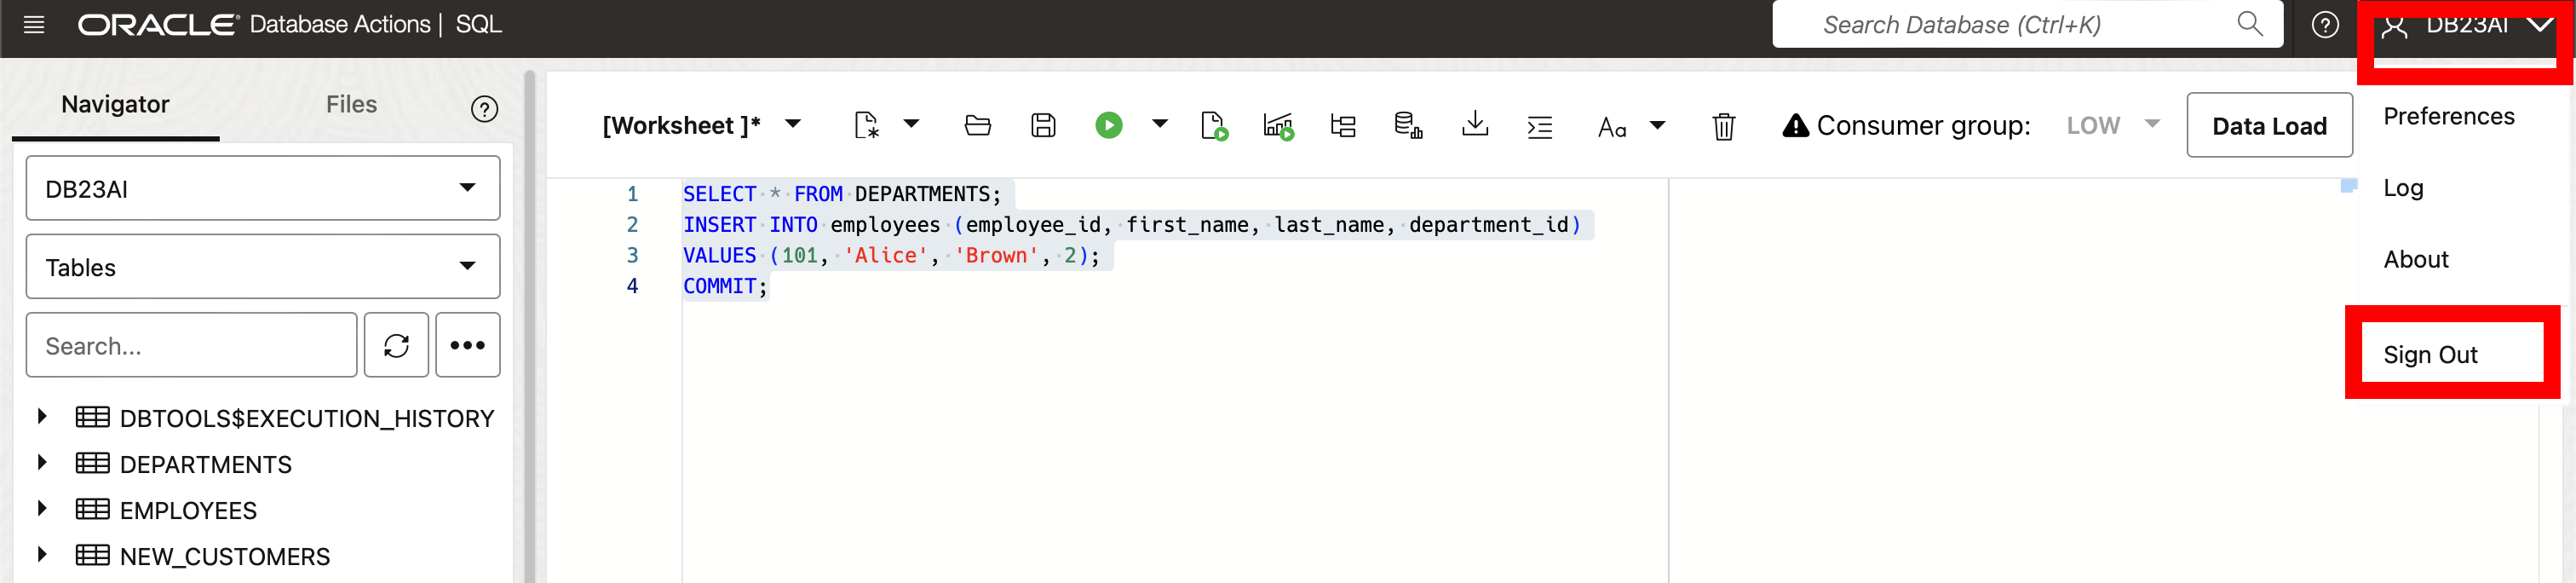 ORACLE® Database Actions | SQL
Search Database (Ctrl+K)
DB23AI
Navigator
Files
[Worksheet ]*
Aa
Consumer group:
LOW
Data Load
Preferences
DB23AI
Tables
Search...
DBTOOLS$EXECUTION_HISTORY
DEPARTMENTS
EMPLOYEES
NEW_CUSTOMERS
1 SELECT * FROM DEPARTMENTS;
2 INSERT INTO employees (employee_id, first_name, last_name, department_id)
3 VALUES (101, 'Alice', 'Brown', 2);
4 COMMIT;
Log
About
Sign Out